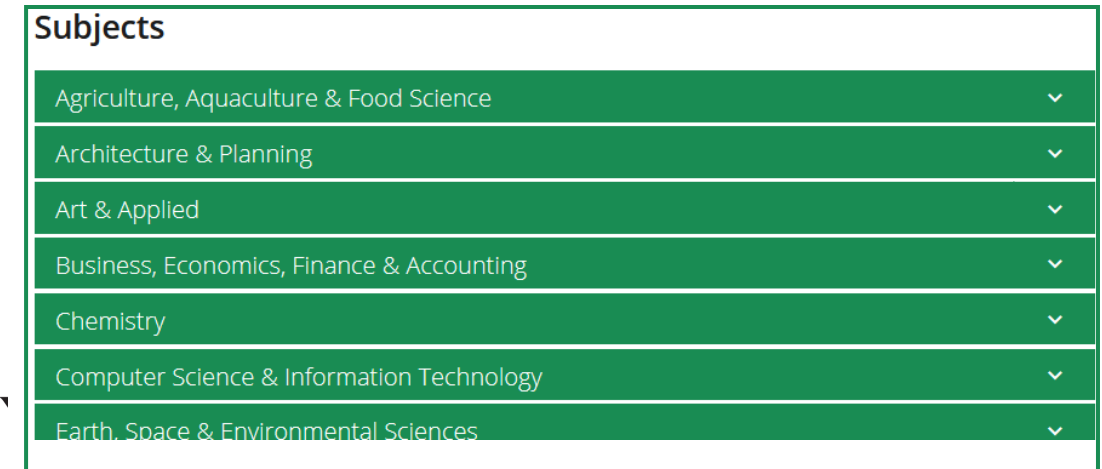 Subjects
Agriculture, Aquaculture & Food Science
Architecture & Planning
Art & Applied
Business, Economics, Finance & Accounting
Chemistry
Computer Science & Information Technology
Earth, Space & Environmental Sciences